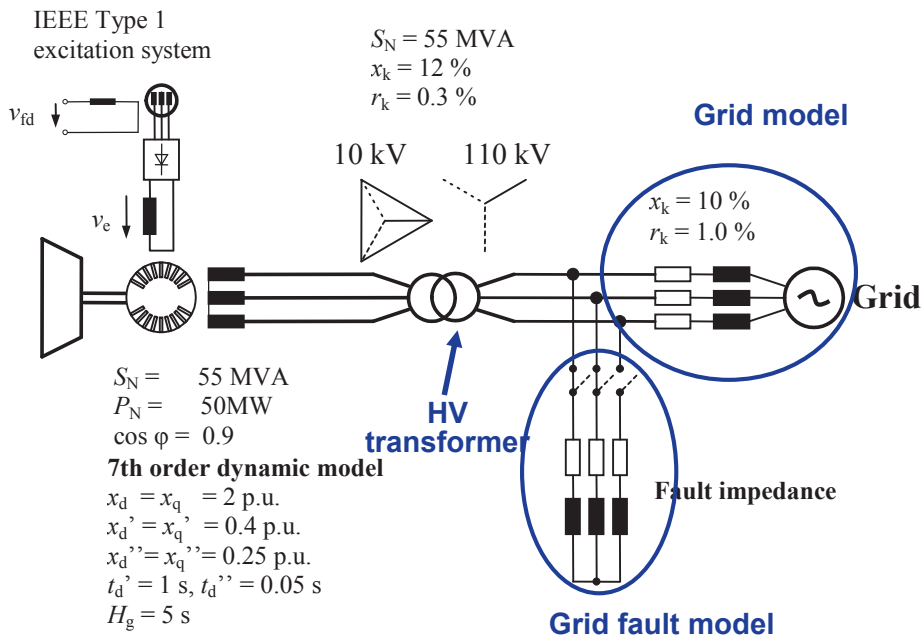 IEEE Type 1
excitation system
v_fd
v_e
S_N = 55 MVA
x_k = 12 %
r_k = 0.3 %
10 kV
110 kV
Grid model
x_k = 10 %
r_k = 1.0 %
Grid
HV
transformer
S_N = 55 MVA
P_N = 50MW
cos φ = 0.9
7th order dynamic model
x_d = x_q = 2 p.u.
x_d' = x_q' = 0.4 p.u.
x_d''= x_q''= 0.25 p.u.
t_d' = 1 s, t_d'' = 0.05 s
H_g = 5 s
Fault impedance
Grid fault model